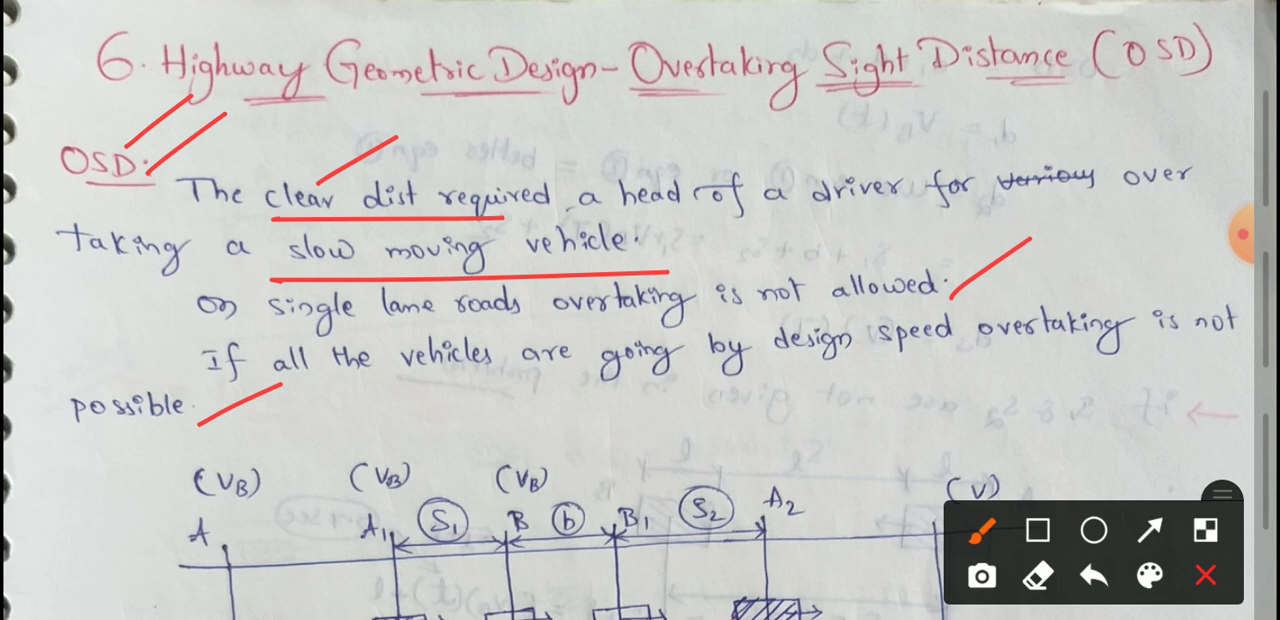 6. Highway Geometric Design - Overtaking Sight Distance (OSD)
OSD:
The clear dist required a head of a driver for over
taking a slow moving vehicle.
on single lane roads overtaking is not allowed.
If all the vehicles are going by design speed overtaking is not
possible.
(VB) (VB) (VB) (V)
A A1 S1 B b B1 S2 A2